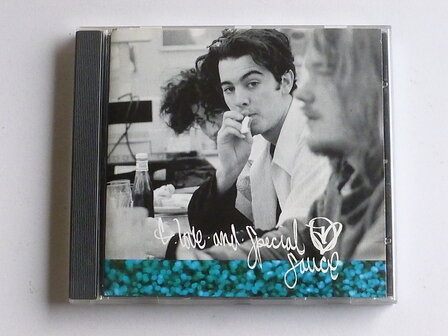 G. love. and. Special
Sauce